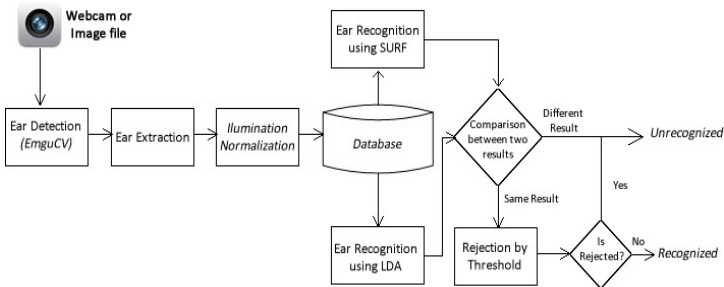 Webcam or
Image file
Ear Recognition
using SURF
Ear Detection
(EmguCV)
Ear Extraction
Ilumination
Normalization
Database
Comparison
between two
results
Different
Result
Unrecognized
Same Result
Yes
Ear Recognition
using LDA
Rejection by
Threshold
Is
Rejected?
No
Recognized